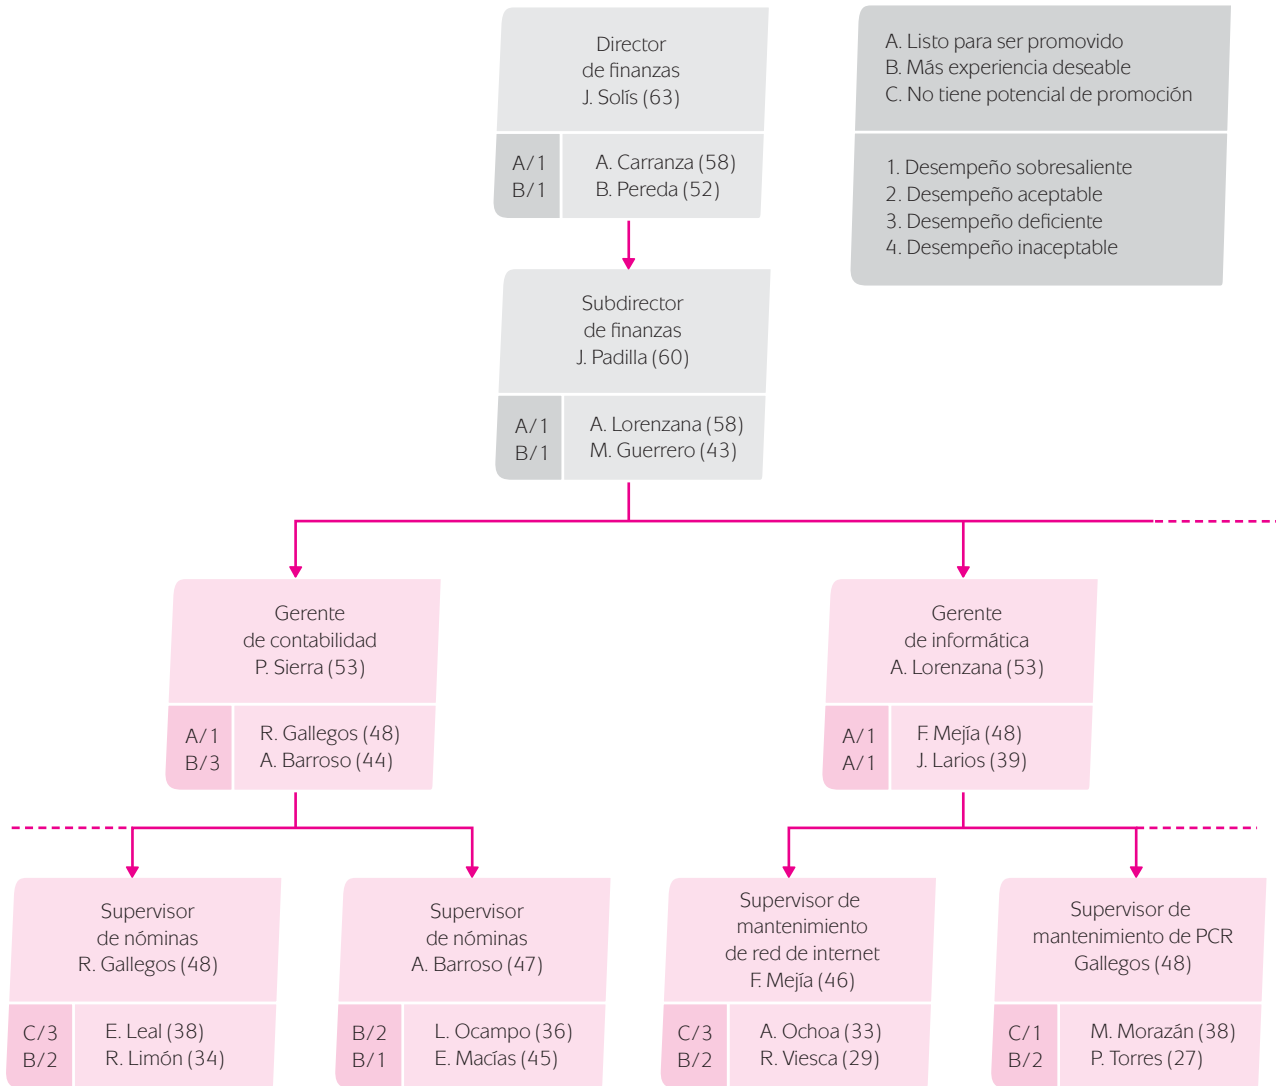 Director
de finanzas
J. Solís (63)
A/1 A. Carranza (58)
B/1 B. Pereda (52)
A. Listo para ser promovido
B. Más experiencia deseable
C. No tiene potencial de promoción
1. Desempeño sobresaliente
2. Desempeño aceptable
3. Desempeño deficiente
4. Desempeño inaceptable
Subdirector
de finanzas
J. Padilla (60)
A/1 A. Lorenzana (58)
B/1 M. Guerrero (43)
Gerente
de contabilidad
P. Sierra (53)
A/1 R. Gallegos (48)
B/3 A. Barroso (44)
Gerente
de informática
A. Lorenzana (53)
A/1 F. Mejía (48)
A/1 J. Larios (39)
Supervisor
de nóminas
R. Gallegos (48)
C/3 E. Leal (38)
B/2 R. Limón (34)
Supervisor
de nóminas
A. Barroso (47)
B/2 L. Ocampo (36)
B/1 E. Macías (45)
Supervisor de
mantenimiento
de red de internet
F. Mejía (46)
C/3 A. Ochoa (33)
B/2 R. Viesca (29)
Supervisor de
mantenimiento de PCR
Gallegos (48)
C/1 M. Morazán (38)
B/2 P. Torres (27)